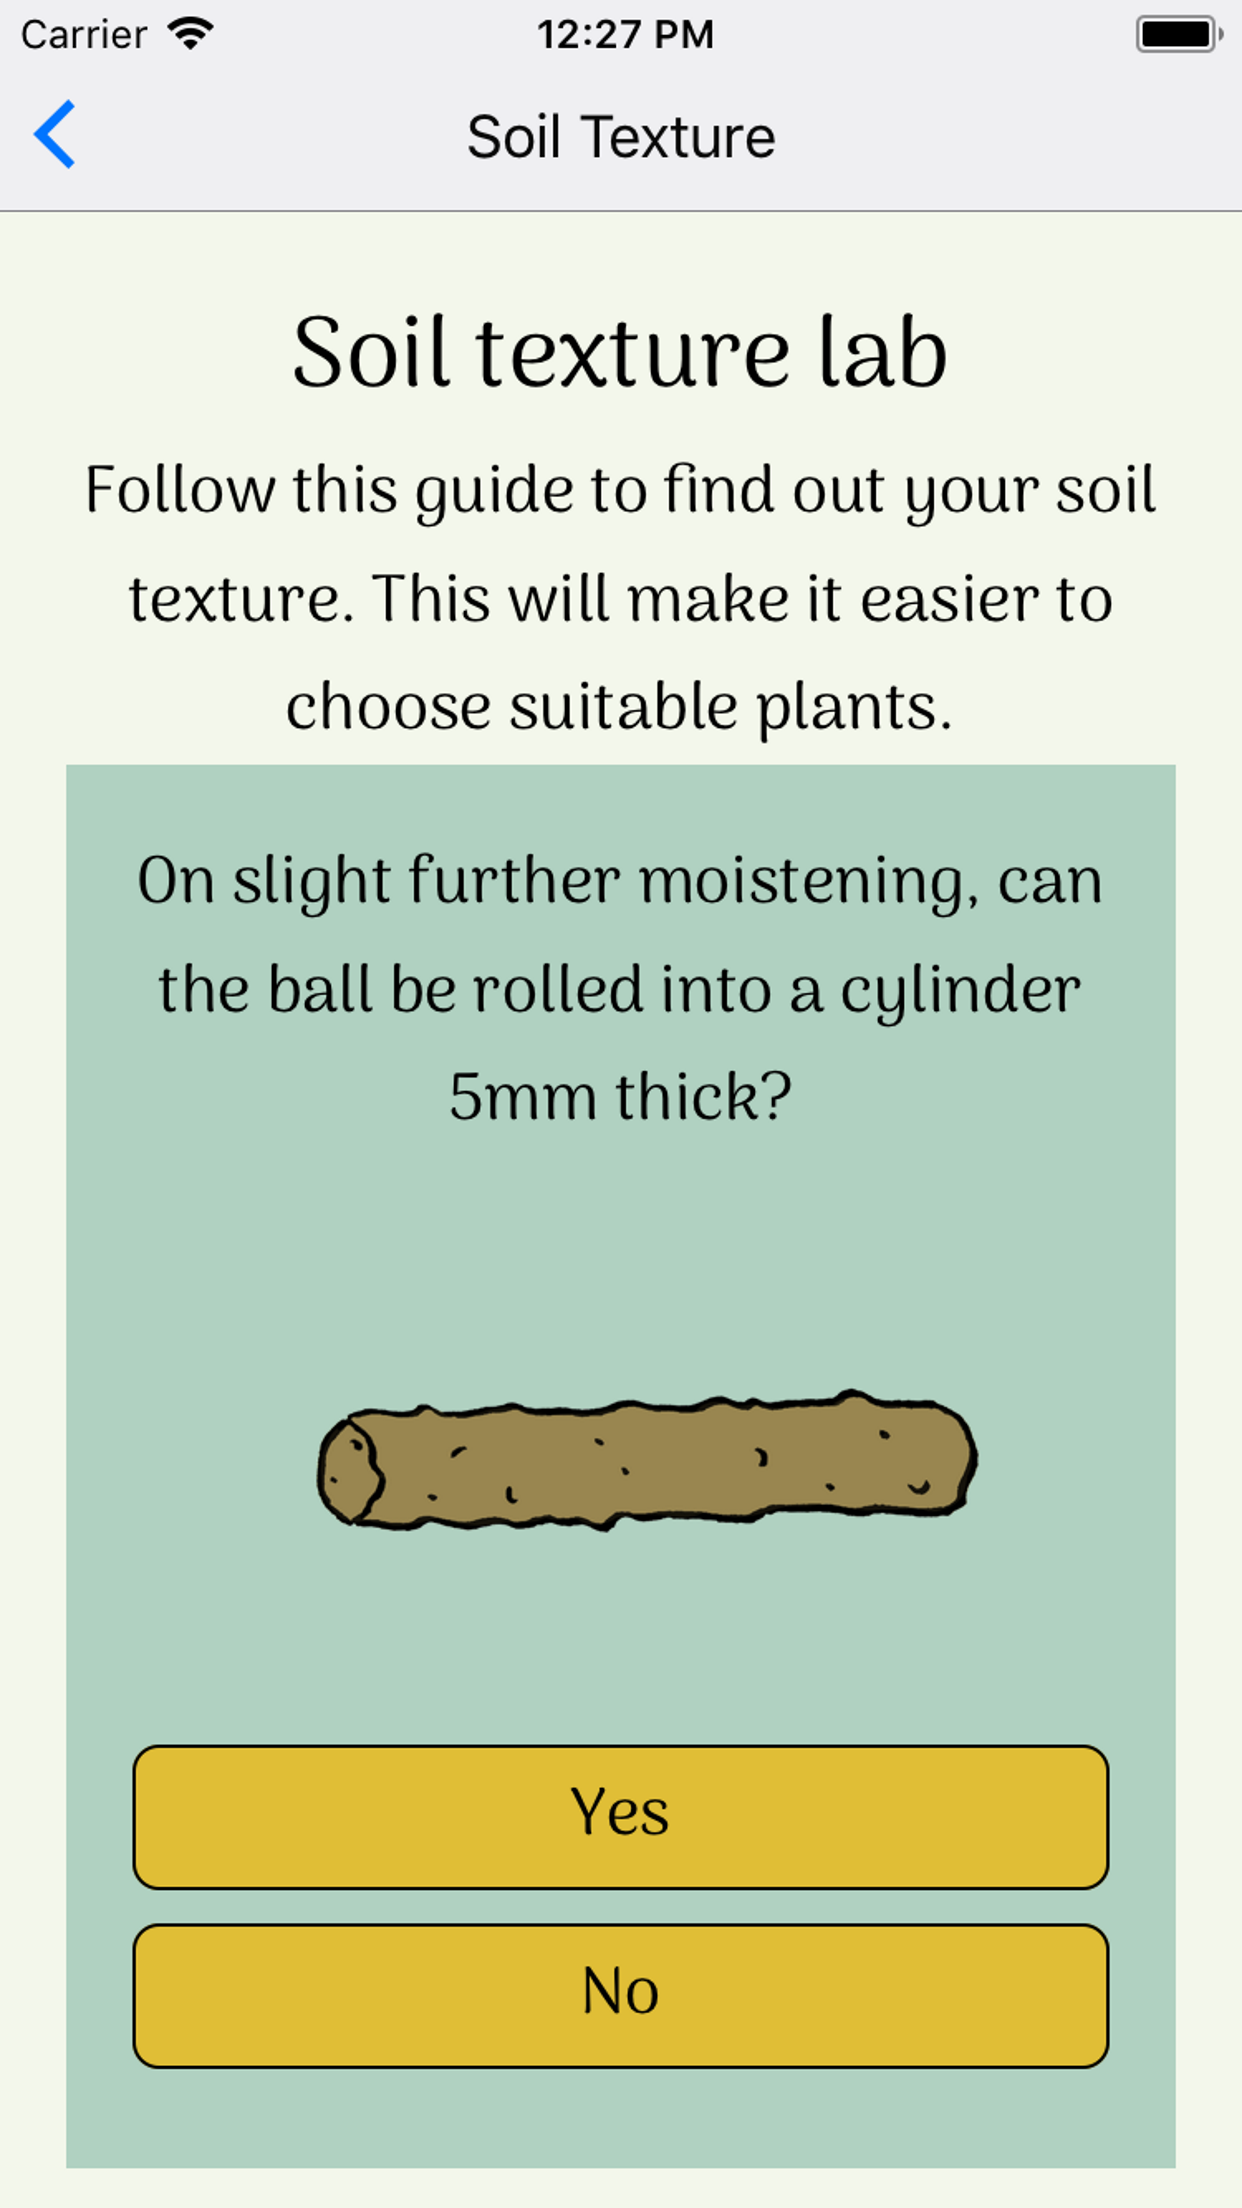 Carrier 12:27 PM
Soil Texture
Soil texture lab
Follow this guide to find out your soil
texture. This will make it easier to
choose suitable plants.
On slight further moistening, can
the ball be rolled into a cylinder
5mm thick?
Yes
No